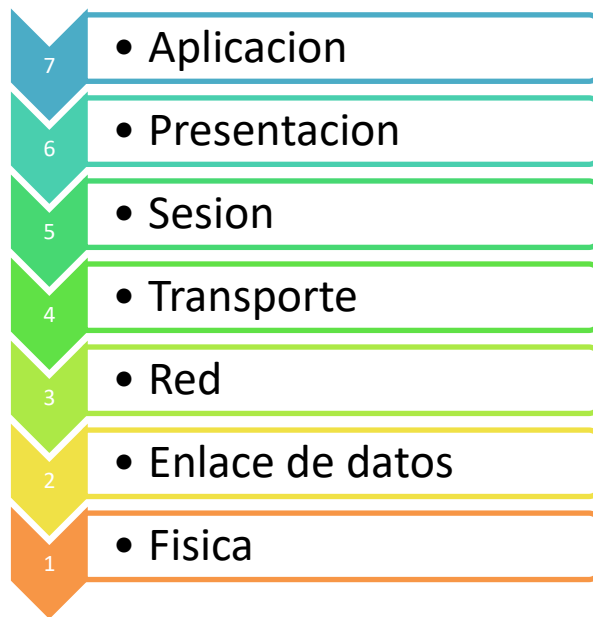 7 • Aplicacion
6 • Presentacion
5 • Sesion
4 • Transporte
3 • Red
2 • Enlace de datos
1 • Fisica